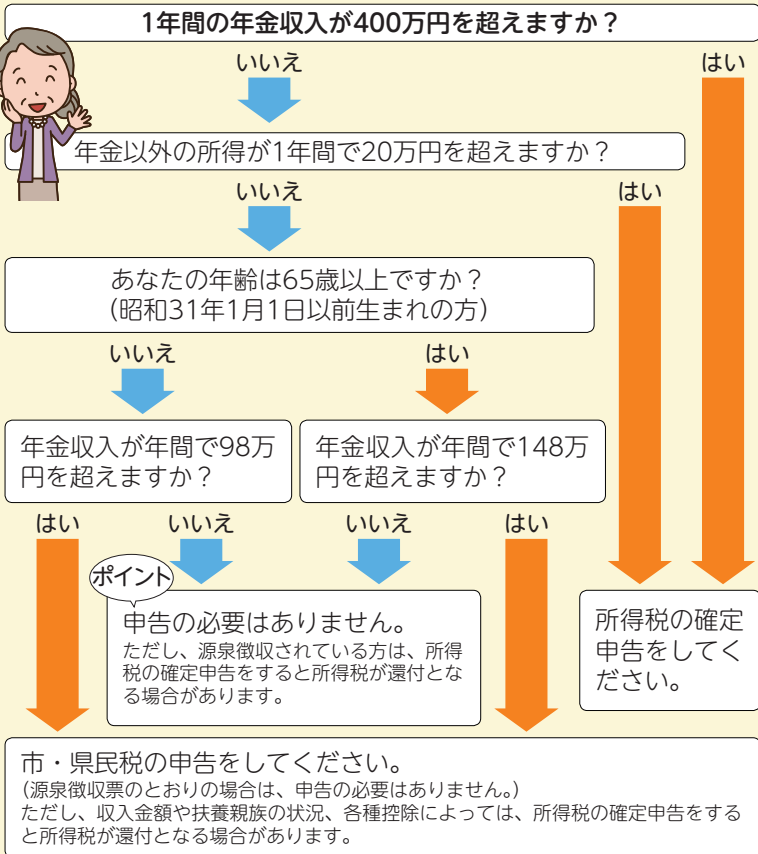 1年間の年金収入が400万円を超えますか？
いいえ
はい
年金以外の所得が1年間で20万円を超えますか？
いいえ
はい
あなたの年齢は65歳以上ですか？
(昭和31年1月1日以前生まれの方)
いいえ
はい
年金収入が年間で98万
円を超えますか？
年金収入が年間で148万
円を超えますか？
はい
いいえ
いいえ
はい
ポイント
申告の必要はありません。
ただし、源泉徴収されている方は、所得
税の確定申告をすると所得税が還付とな
る場合があります。
所得税の確定
申告をしてく
ださい。
市・県民税の申告をしてください。
(源泉徴収票のとおりの場合は、申告の必要はありません。)
ただし、収入金額や扶養親族の状況、各種控除によっては、所得税の確定申告をする
と所得税が還付となる場合があります。